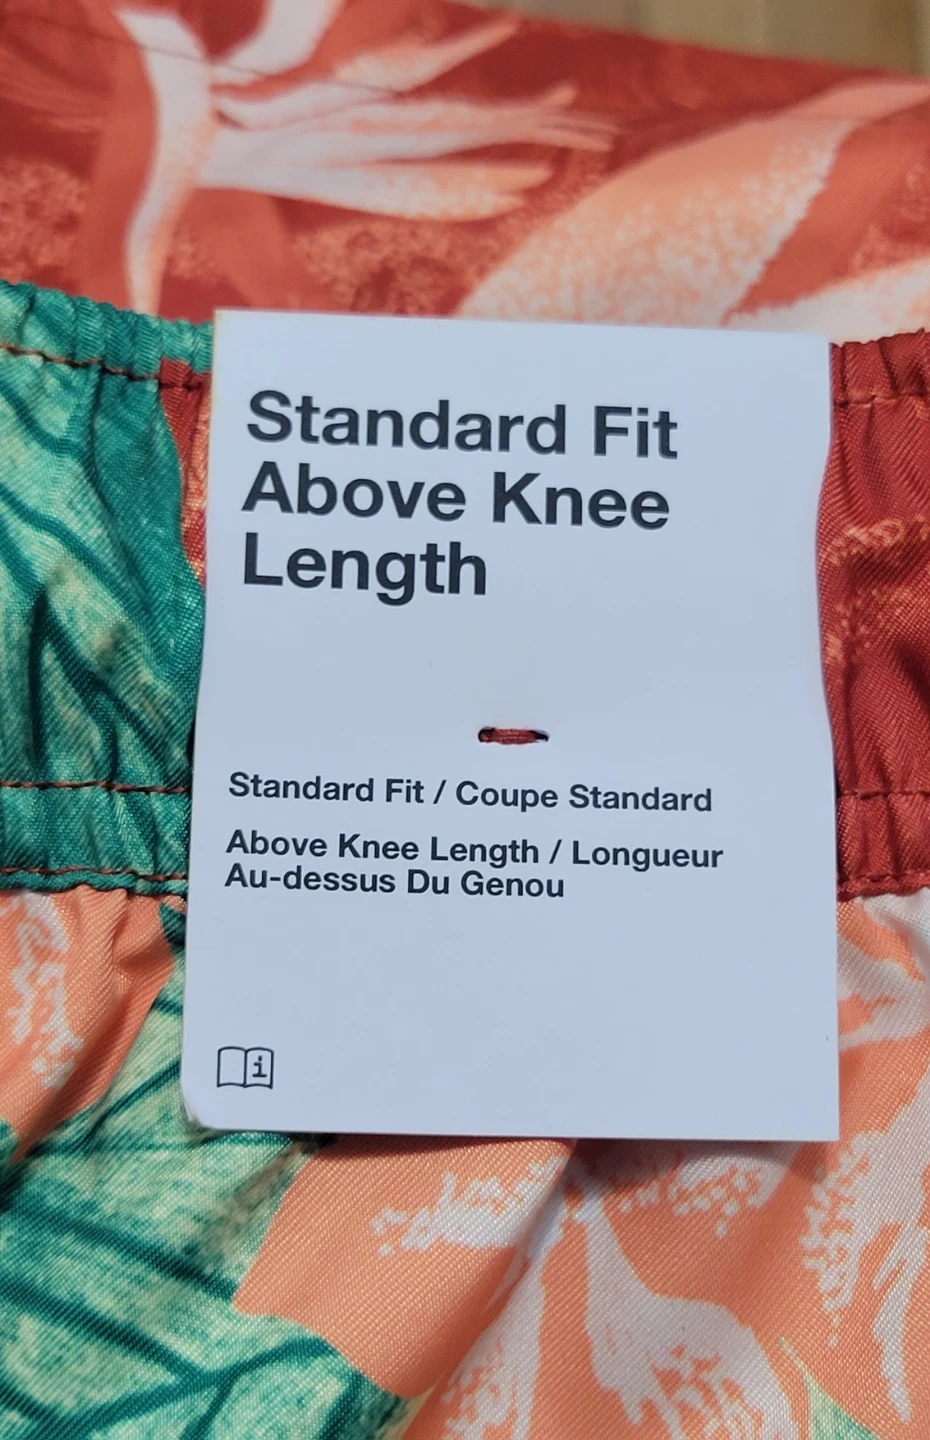 Standard Fit
Above Knee
Length
Standard Fit / Coupe Standard
Above Knee Length / Longueur
Au-dessus Du Genou
i